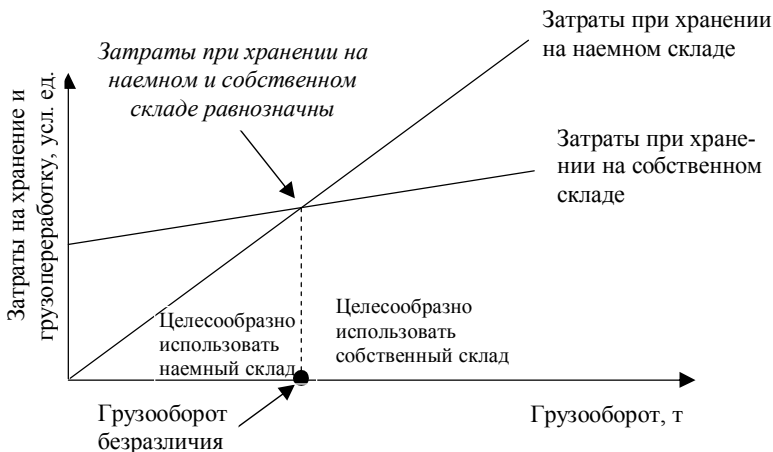 Затраты при хранении
на наемном складе
Затраты при хранении на
наемном и собственном
складе равнозначны
Затраты на хранение и
грузопереработку, усл. ед.
Затраты при хране-
нии на собственном
складе
Целесообразно
использовать
наемный склад
Целесообразно
использовать
собственный склад
Грузооборот
безразличия
Грузооборот, т